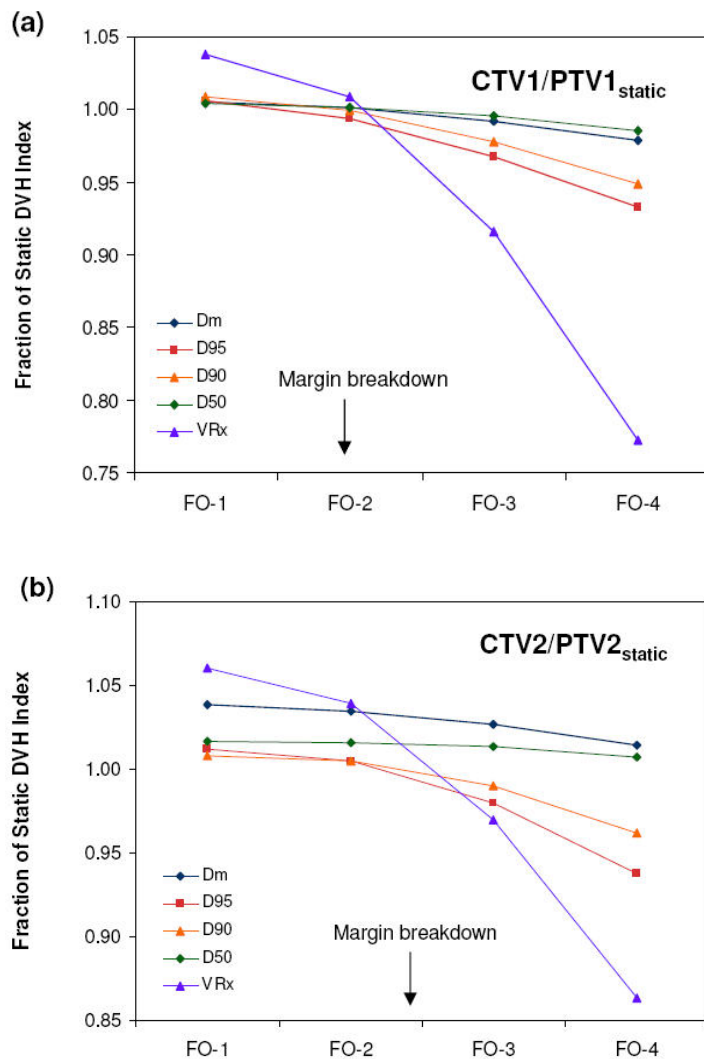 (a)
1.05
1.00
0.95
0.90
0.85
0.80
0.75
Fraction of Static DVH Index
CTV1/PTV1static
Dm
D95
D90
D50
VRx
Margin breakdown
FO-1 FO-2 FO-3 FO-4
(b)
1.10
1.05
1.00
0.95
0.90
0.85
Fraction of Static DVH Index
CTV2/PTV2static
Dm
D95
D90
D50
VRx
Margin breakdown
FO-1 FO-2 FO-3 FO-4